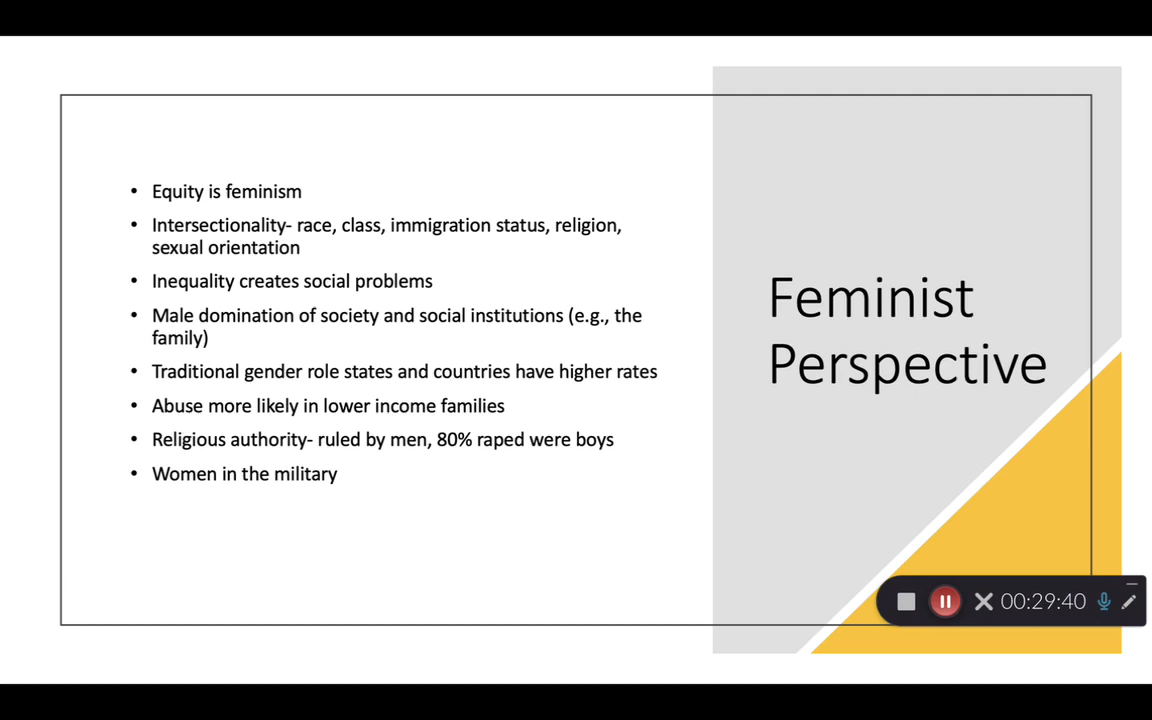 • Equity is feminism
• Intersectionality- race, class, immigration status, religion,
sexual orientation
• Inequality creates social problems
• Male domination of society and social institutions (e.g., the
family)
• Traditional gender role states and countries have higher rates
• Abuse more likely in lower income families
• Religious authority- ruled by men, 80% raped were boys
• Women in the military
Feminist
Perspective
00:29:40